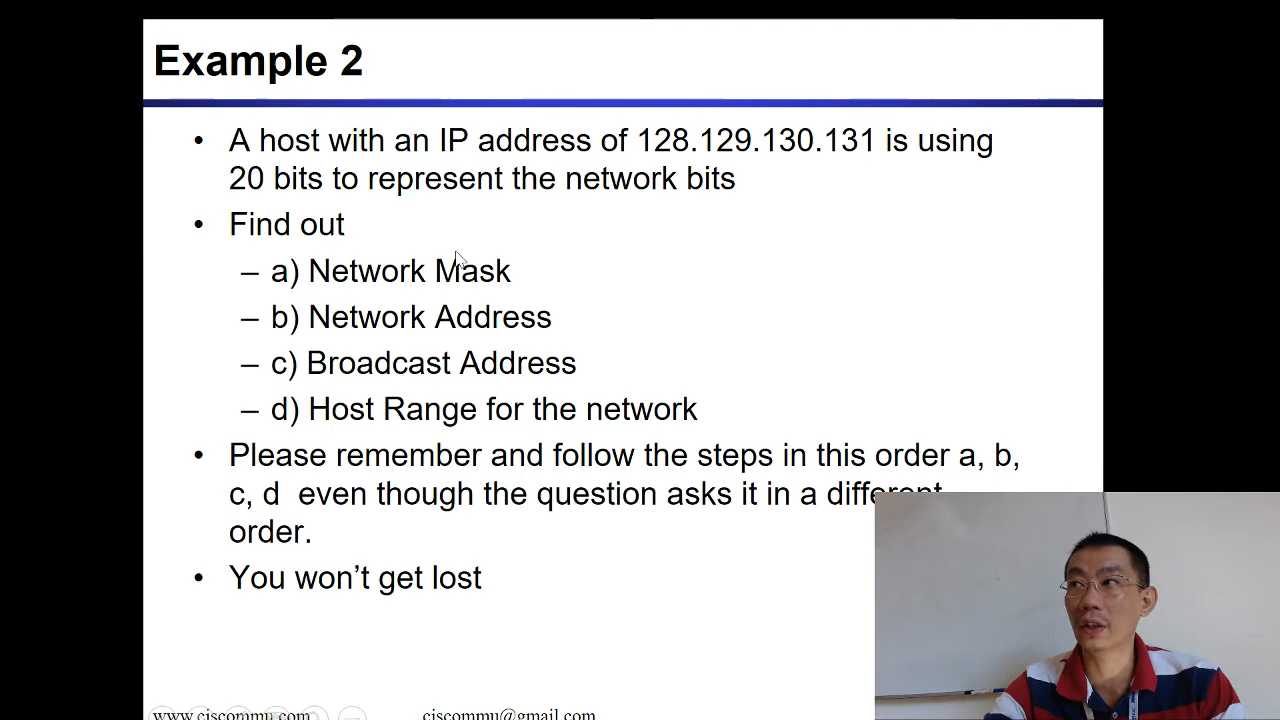 Example 2
• A host with an IP address of 128.129.130.131 is using
20 bits to represent the network bits
• Find out
– a) Network Mask
– b) Network Address
– c) Broadcast Address
– d) Host Range for the network
• Please remember and follow the steps in this order a, b,
c, d even though the question asks it in a different
order.
• You won’t get lost
www.ciscommu.com ciscommu@gmail.com